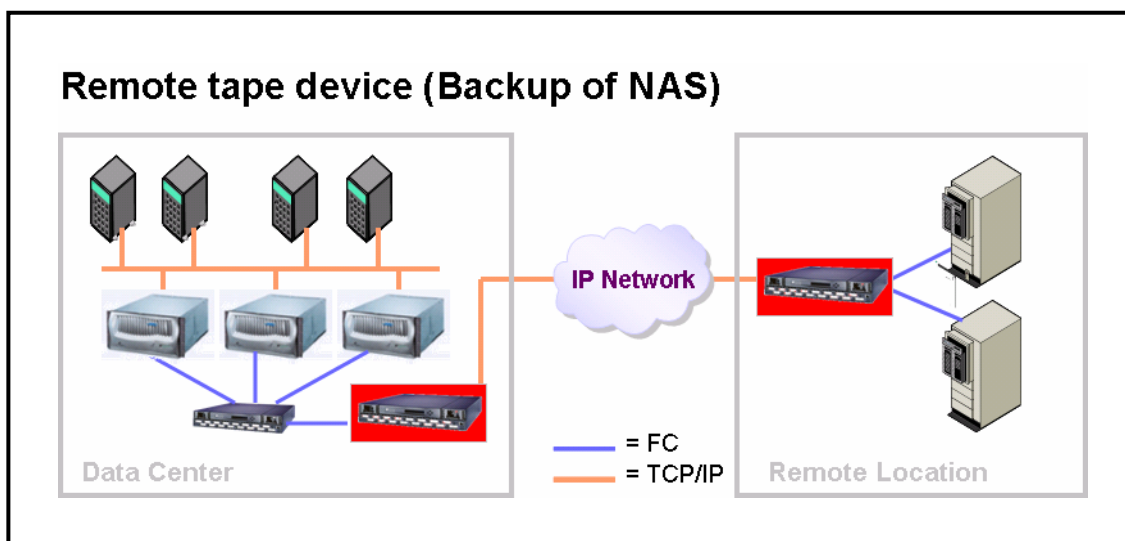 Remote tape device (Backup of NAS)
IP Network
= FC
= TCP/IP
Data Center
Remote Location